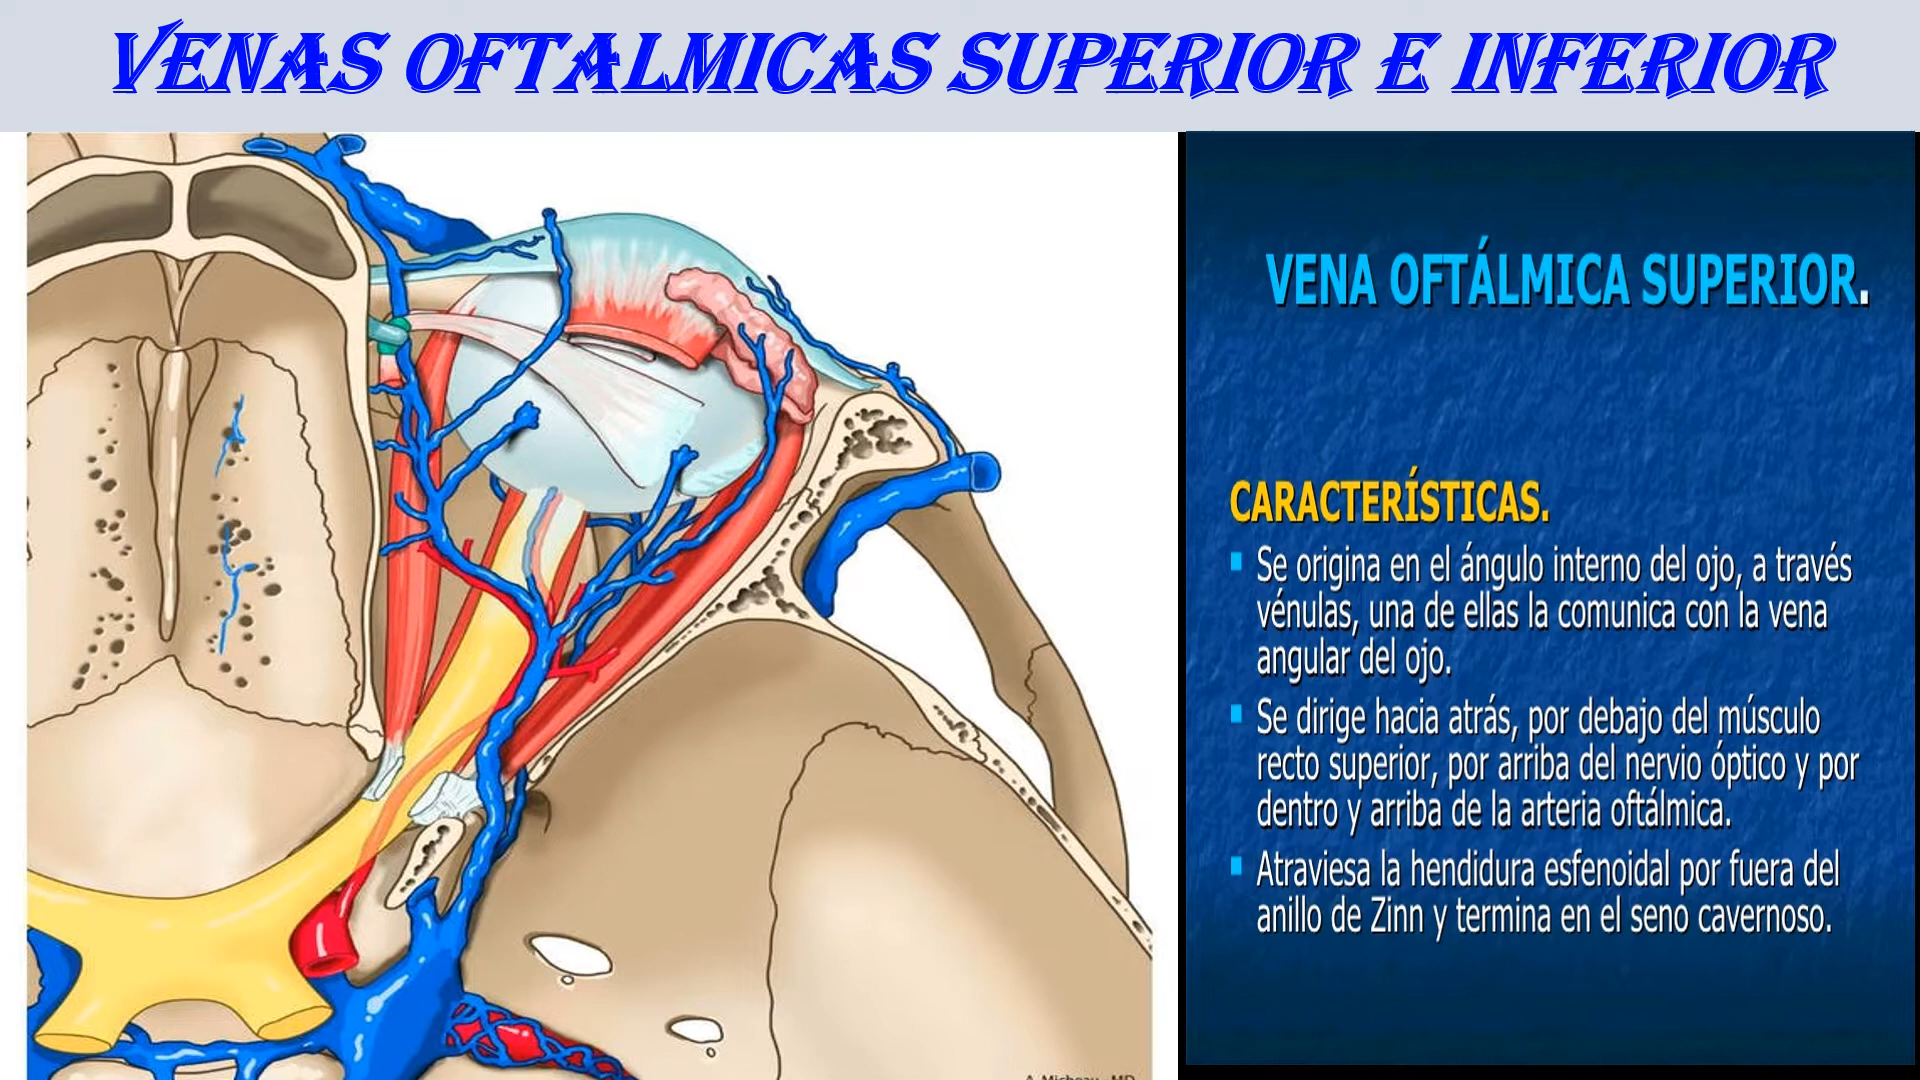 VENAS OFTALMICAS SUPERIOR E INFERIOR
VENA OFTÁLMICA SUPERIOR.
CARACTERÍSTICAS.
Se origina en el ángulo interno del ojo, a través
vénulas, una de ellas la comunica con la vena
angular del ojo.
Se dirige hacia atrás, por debajo del músculo
recto superior, por arriba del nervio óptico y por
dentro y arriba de la arteria oftálmica.
Atraviesa la hendidura esfenoidal por fuera del
anillo de Zinn y termina en el seno cavernoso.
A. Micheau - MD